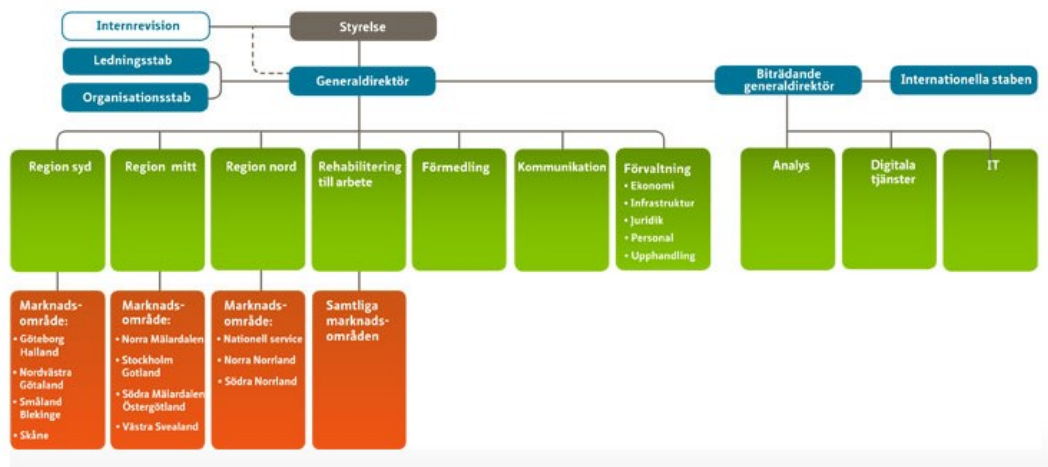 Internrevision
Styrelse
Ledningsstab
Organisationsstab
Generaldirektör
Biträdande
generaldirektör
Internationella staben
Region syd
Region mitt
Region nord
Rehabilitering
till arbete
Förmedling
Kommunikation
Förvaltning
• Ekonomi
• Infrastruktur
• Juridik
• Personal
• Upphandling
Analys
Digitala
tjänster
IT
Marknads-
område:
• Göteborg
Halland
• Nordvästra
Götaland
• Småland
Blekinge
• Skåne
Marknads-
område:
• Norra Mälardalen
• Stockholm
Gotland
• Södra Mälardalen
Östergötland
• Västra Svealand
Marknads-
område:
• Nationell service
• Norra Norrland
• Södra Norrland
Samtliga
marknads-
områden